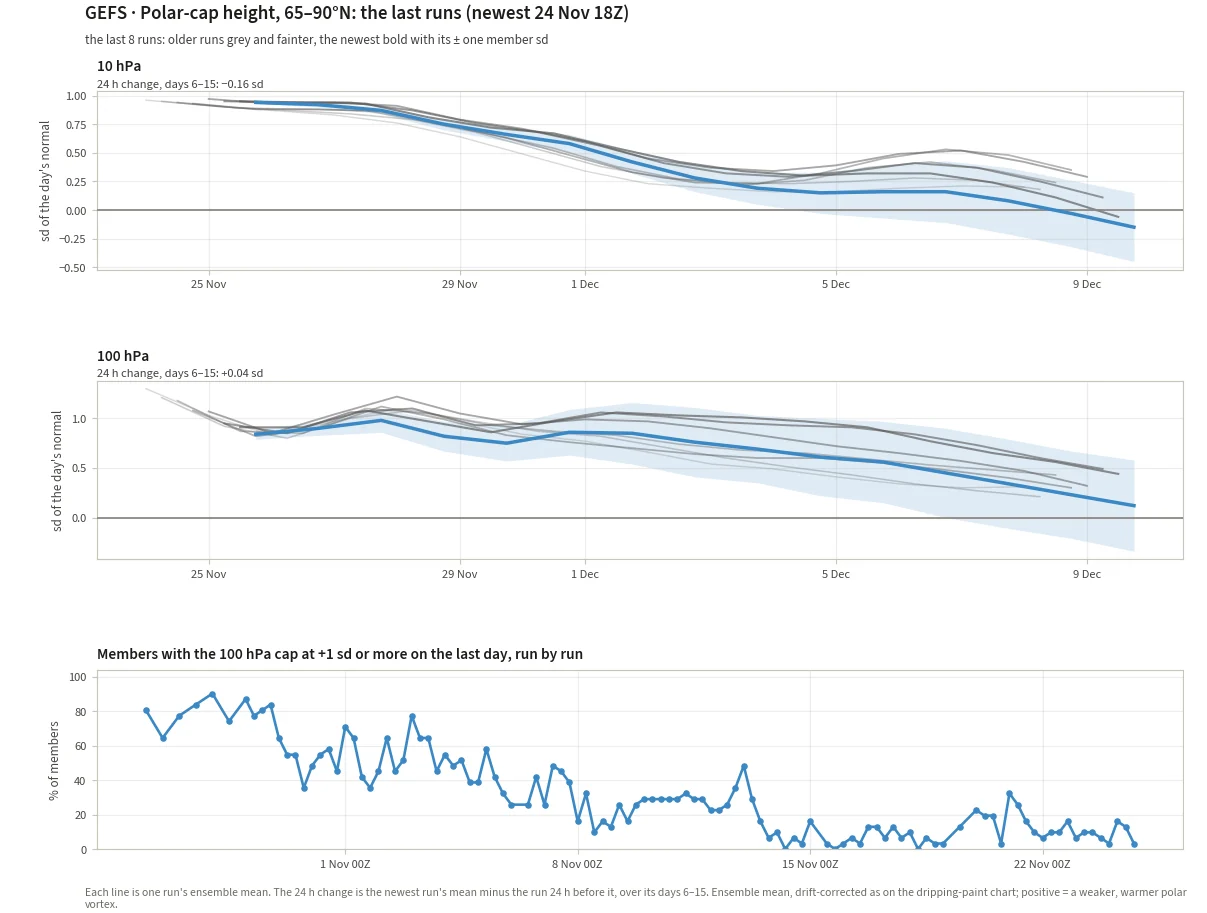 GEFS · Polar-cap height, 65–90°N: the last runs (newest 24 Nov 18Z)
the last 8 runs: older runs grey and fainter, the newest bold with its ± one member sd
10 hPa
24 h change, days 6–15: −0.16 sd
sd of the day's normal
1.00
0.75
0.50
0.25
0.00
−0.25
−0.50
25 Nov
29 Nov
1 Dec
5 Dec
9 Dec
100 hPa
24 h change, days 6–15: +0.04 sd
sd of the day's normal
1.0
0.5
0.0
25 Nov
29 Nov
1 Dec
5 Dec
9 Dec
Members with the 100 hPa cap at +1 sd or more on the last day, run by run
% of members
100
80
60
40
20
0
1 Nov 00Z
8 Nov 00Z
15 Nov 00Z
22 Nov 00Z
Each line is one run's ensemble mean. The 24 h change is the newest run's mean minus the run 24 h before it, over its days 6–15. Ensemble mean, drift-corrected as on the dripping-paint chart; positive = a weaker, warmer polar
vortex.